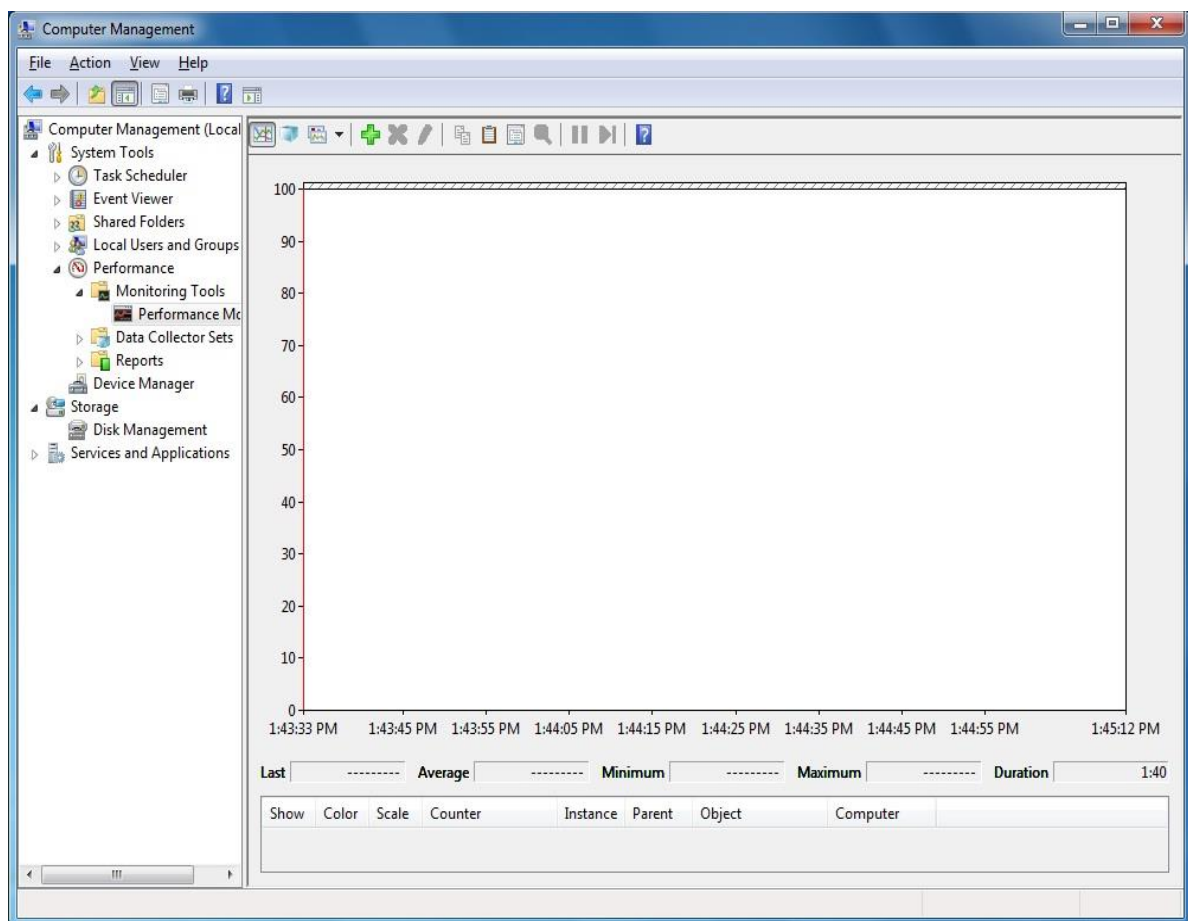 Computer Management
File Action View Help
Computer Management (Local
System Tools
Task Scheduler
Event Viewer
Shared Folders
Local Users and Groups
Performance
Monitoring Tools
Performance Mo
Data Collector Sets
Reports
Device Manager
Storage
Disk Management
Services and Applications
100
90
80
70
60
50
40
30
20
10
0
1:43:33 PM 1:43:45 PM 1:43:55 PM 1:44:05 PM 1:44:15 PM 1:44:25 PM 1:44:35 PM 1:44:45 PM 1:44:55 PM 1:45:12 PM
Last --------- Average --------- Minimum --------- Maximum --------- Duration 1:40
Show Color Scale Counter Instance Parent Object Computer